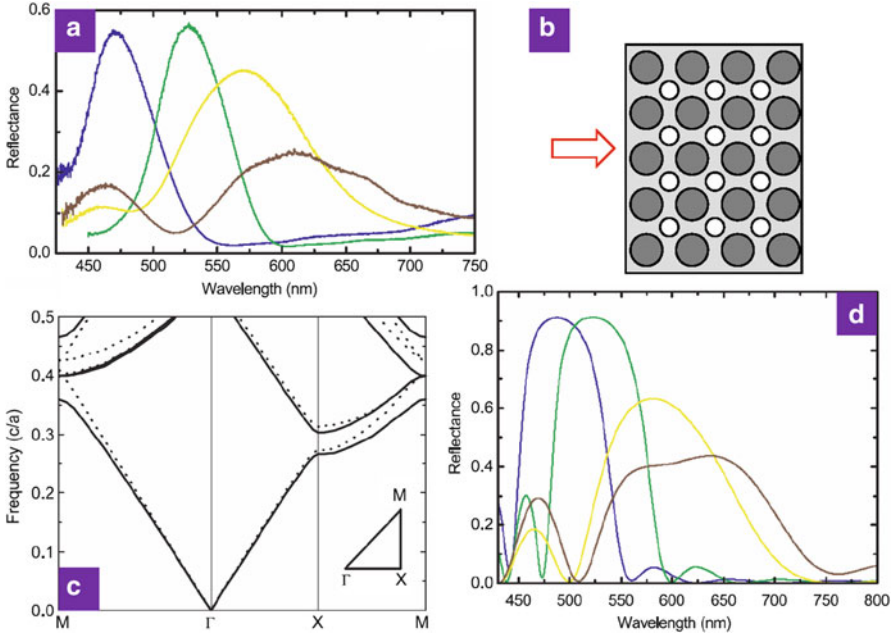 a
0.6
0.4
0.2
0.0
Reflectance
450 500 550 600 650 700 750
Wavelength (nm)
b
c
0.5
0.4
0.3
0.2
0.1
0.0
Frequency (c/a)
M Γ X M
M
Γ X
d
1.0
0.8
0.6
0.4
0.2
0.0
Reflectance
450 500 550 600 650 700 750 800
Wavelength (nm)